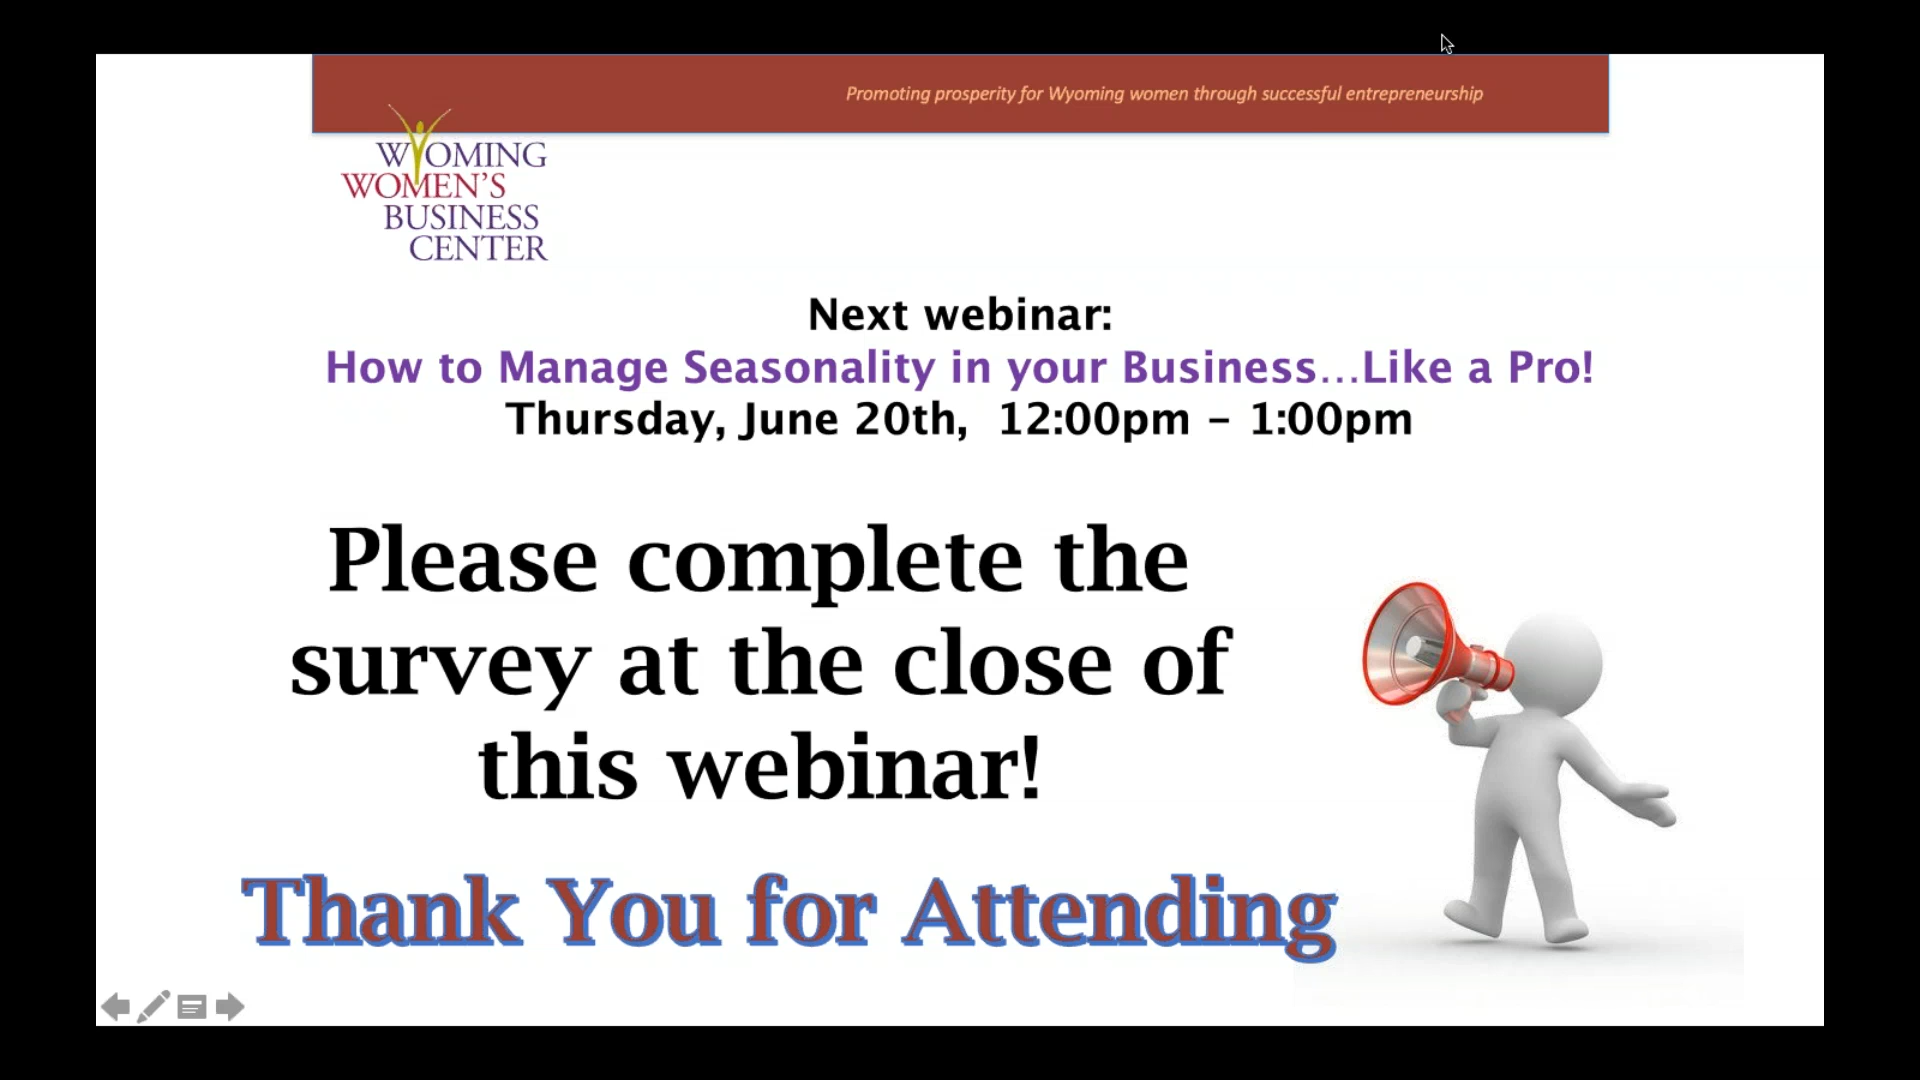 Promoting prosperity for Wyoming women through successful entrepreneurship
WYOMING
WOMEN'S
BUSINESS
CENTER
Next webinar:
How to Manage Seasonality in your Business...Like a Pro!
Thursday, June 20th, 12:00pm – 1:00pm
Please complete the
survey at the close of
this webinar!
Thank You for Attending